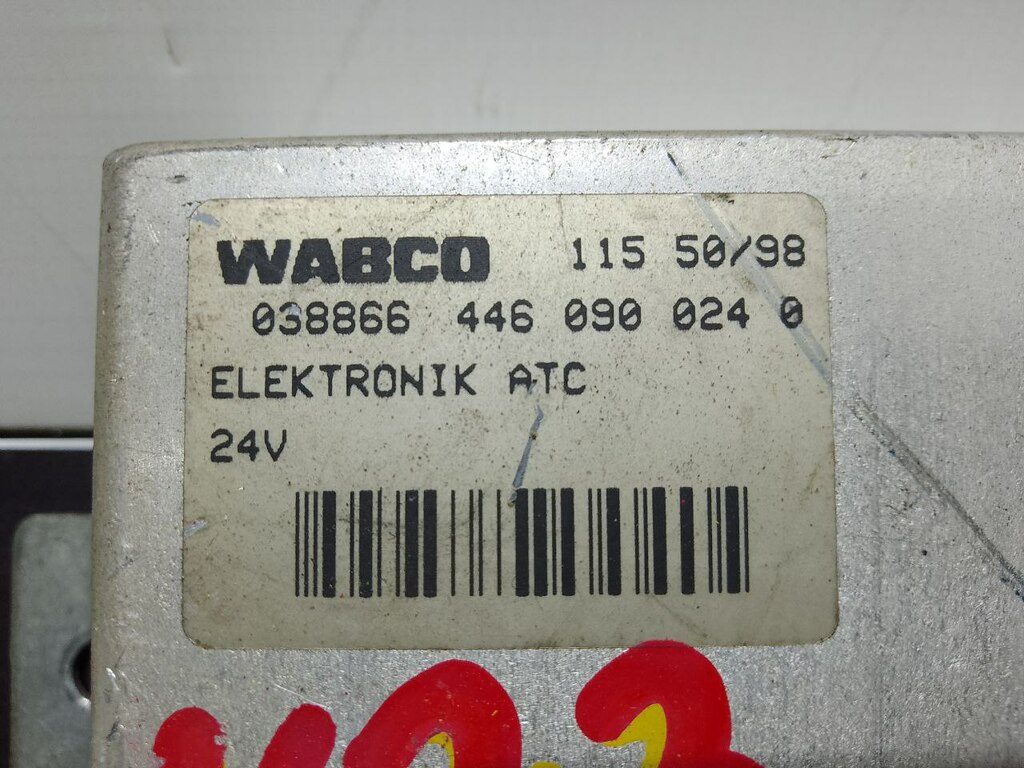 WABCO 115 50/98
038866 446 090 024 0
ELEKTRONIK ATC
24V